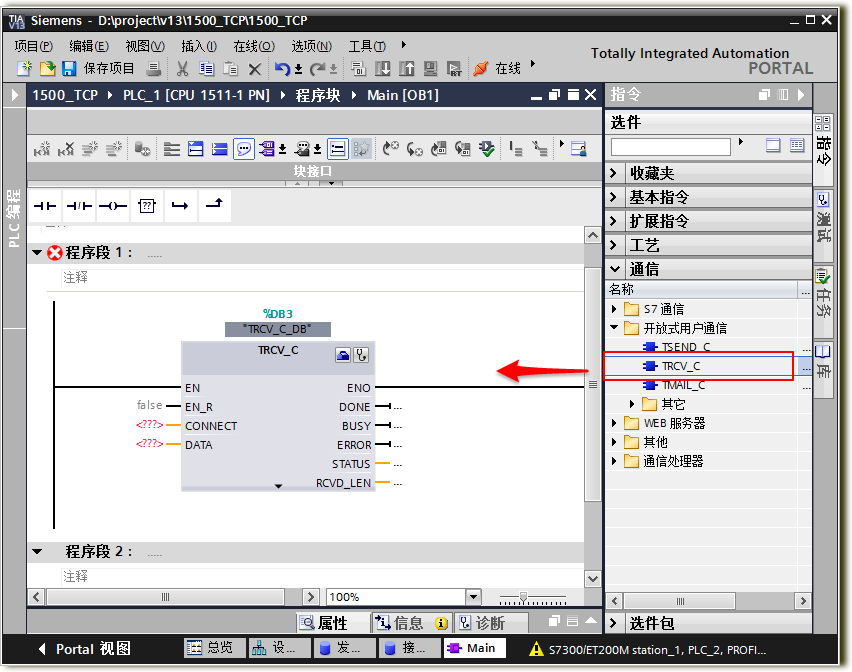 Siemens - D:\project\v13\1500_TCP\1500_TCP
项目(P) 编辑(E) 视图(V) 插入(I) 在线(O) 选项(N) 工具(T)
保存项目
在线
Totally Integrated Automation
PORTAL
1500_TCP PLC_1 [CPU 1511-1 PN] 程序块 Main [OB1]
块接口
PLC 编程
程序段 1： .....
注释
%DB3
"TRCV_C_DB"
TRCV_C
EN ENO
false EN_R DONE ...
<???> CONNECT BUSY ...
<???> DATA ERROR ...
STATUS ...
RCVD_LEN ...
程序段 2： .....
注释
100%
属性 信息 诊断
指令
选件
收藏夹
基本指令
扩展指令
工艺
通信
名称 ...
S7 通信
开放式用户通信
TSEND_C ...
TRCV_C ...
TMAIL_C ...
其它
WEB 服务器
其他
通信处理器
选件包
指令
测试
任务
库
Portal 视图 总览 设... 发... 接... Main S7300/ET200M station_1, PLC_2, PROFI...